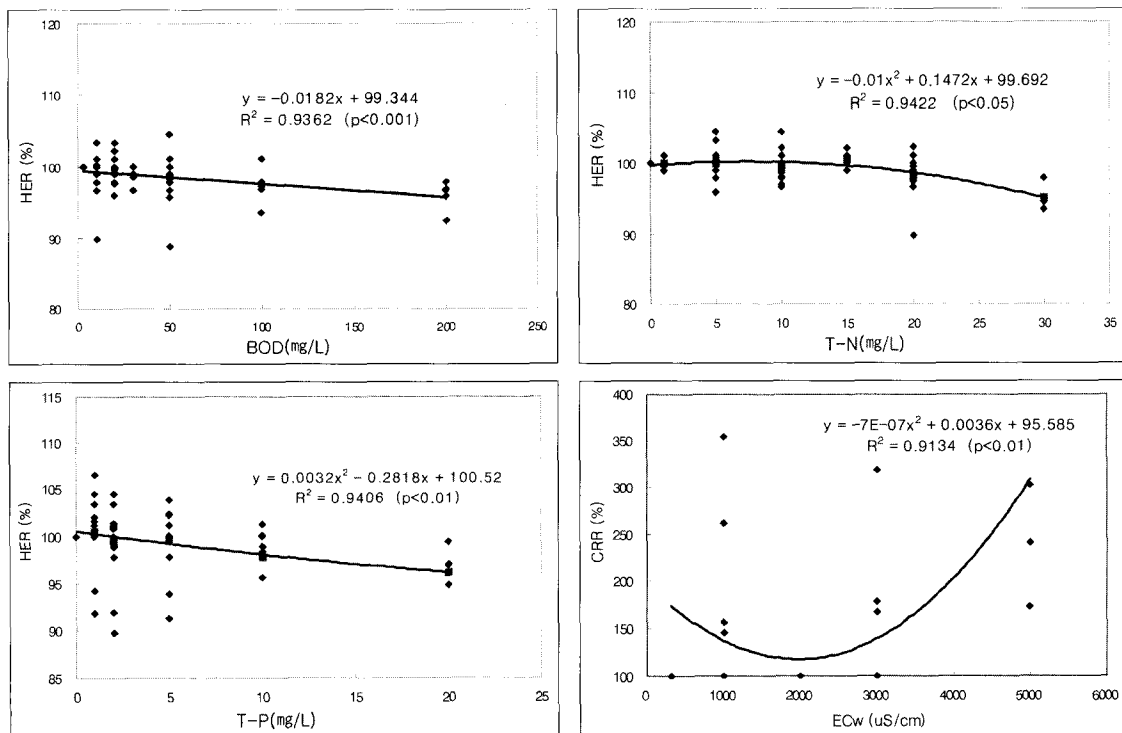 120
110
100
90
80
HER (%)
y = -0.0182x + 99.344
R² = 0.9362 (p<0.001)
0 50 100 150 200 250
BOD(mg/L)
120
110
100
90
80
HER (%)
y = -0.01x² + 0.1472x + 99.692
R² = 0.9422 (p<0.05)
0 5 10 15 20 25 30 35
T-N(mg/L)
115
110
105
100
95
90
85
HER (%)
y = 0.0032x² - 0.2818x + 100.52
R² = 0.9406 (p<0.01)
0 5 10 15 20 25
T-P(mg/L)
400
350
300
250
200
150
100
CRR (%)
y = -7E-07x² + 0.0036x + 95.585
R² = 0.9134 (p<0.01)
0 1000 2000 3000 4000 5000 6000
ECw (uS/cm)